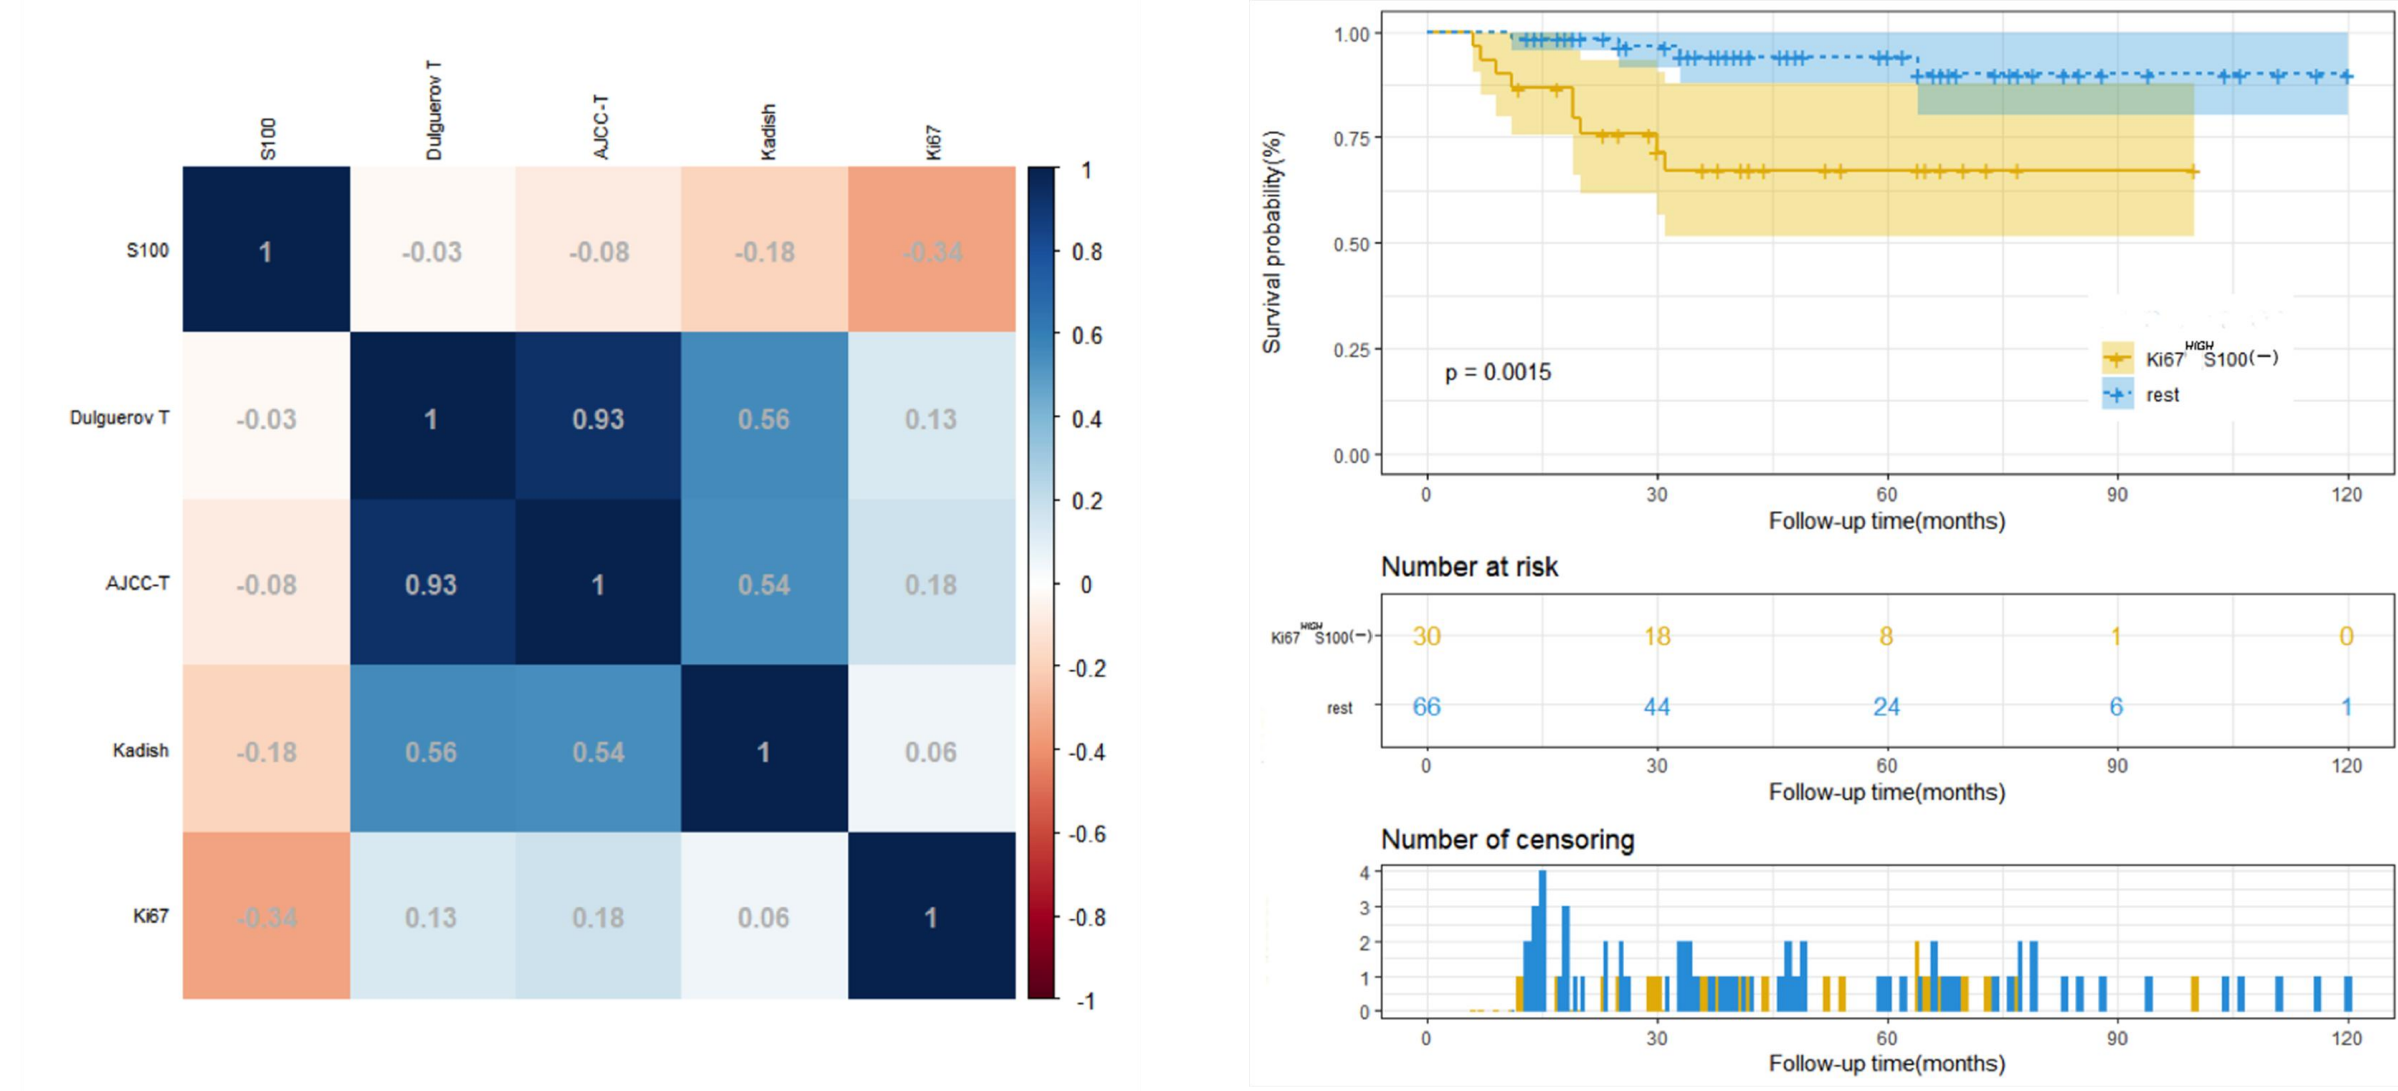 S100 Dulguerov T AJCC-T Kadish Ki67
S100 1 -0.03 -0.08 -0.18 -0.34
Dulguerov T -0.03 1 0.93 0.56 0.13
AJCC-T -0.08 0.93 1 0.54 0.18
Kadish -0.18 0.56 0.54 1 0.06
Ki67 -0.34 0.13 0.18 0.06 1
1
0.8
0.6
0.4
0.2
0
-0.2
-0.4
-0.6
-0.8
-1
Survival probability(%)
1.00
0.75
0.50
0.25
0.00
p = 0.0015
Ki67 HIGH S100(−)
rest
0 30 60 90 120
Follow-up time(months)
Number at risk
Ki67 HIGH S100(−) 30 18 8 1 0
rest 66 44 24 6 1
0 30 60 90 120
Follow-up time(months)
Number of censoring
4
3
2
1
0
0 30 60 90 120
Follow-up time(months)